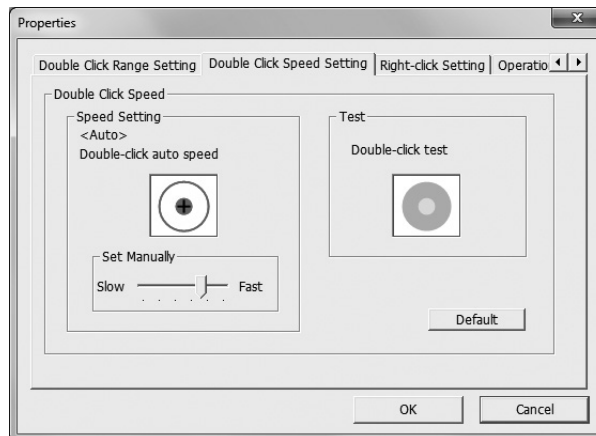 Properties
Double Click Range Setting
Double Click Speed Setting
Right-click Setting
Operatio
Double Click Speed
Speed Setting
<Auto>
Double-click auto speed
Set Manually
Slow
Fast
Test
Double-click test
Default
OK
Cancel